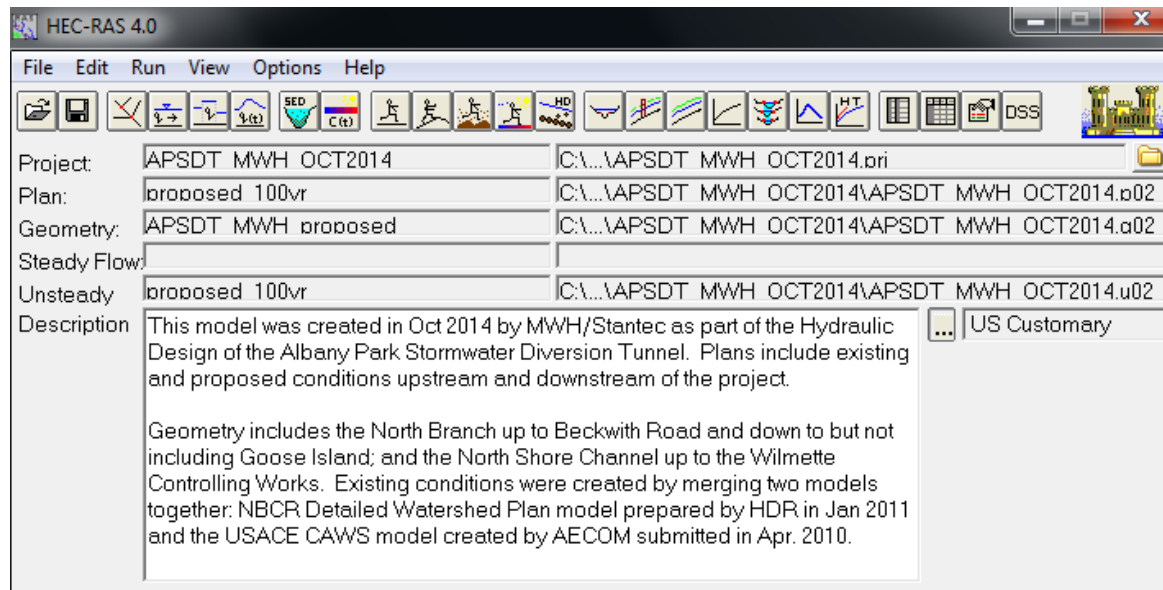 HEC-RAS 4.0
File Edit Run View Options Help
SED C(t) HD HT DSS
Project: APSDT_MWH_OCT2014 C:\...\APSDT_MWH_OCT2014.prj
Plan: proposed_100yr C:\...\APSDT_MWH_OCT2014\APSDT_MWH_OCT2014.p02
Geometry: APSDT_MWH_proposed C:\...\APSDT_MWH_OCT2014\APSDT_MWH_OCT2014.g02
Steady Flow:
Unsteady proposed_100yr C:\...\APSDT_MWH_OCT2014\APSDT_MWH_OCT2014.u02
Description This model was created in Oct 2014 by MWH/Stantec as part of the Hydraulic ... US Customary
Design of the Albany Park Stormwater Diversion Tunnel. Plans include existing
and proposed conditions upstream and downstream of the project.
Geometry includes the North Branch up to Beckwith Road and down to but not
including Goose Island; and the North Shore Channel up to the Wilmette
Controlling Works. Existing conditions were created by merging two models
together: NBCR Detailed Watershed Plan model prepared by HDR in Jan 2011
and the USACE CAWS model created by AECOM submitted in Apr. 2010.